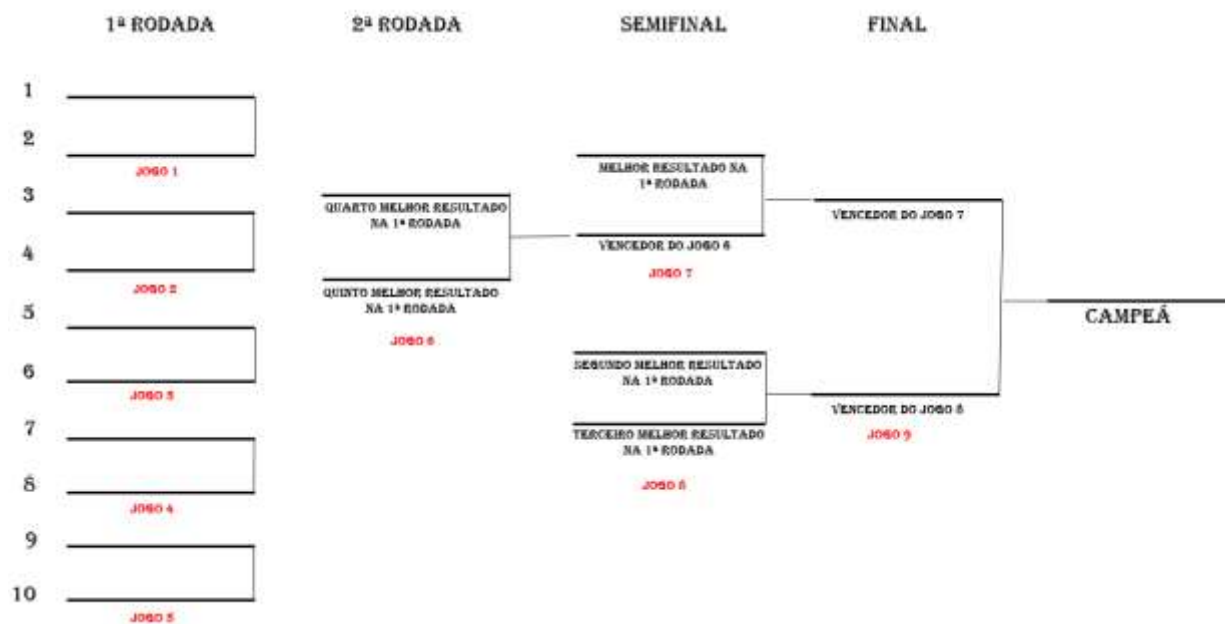 1ª RODADA
2ª RODADA
SEMIFINAL
FINAL
1
2
JOGO 1
3
4
JOGO 2
5
6
JOGO 3
7
8
JOGO 4
9
10
JOGO 5
QUARTO MELHOR RESULTADO
NA 1ª RODADA
QUINTO MELHOR RESULTADO
NA 1ª RODADA
JOGO 6
MELHOR RESULTADO NA
1ª RODADA
VENCEDOR DO JOGO 6
JOGO 7
SEGUNDO MELHOR RESULTADO
NA 1ª RODADA
TERCEIRO MELHOR RESULTADO
NA 1ª RODADA
JOGO 8
VENCEDOR DO JOGO 7
VENCEDOR DO JOGO 8
JOGO 9
CAMPEÁ